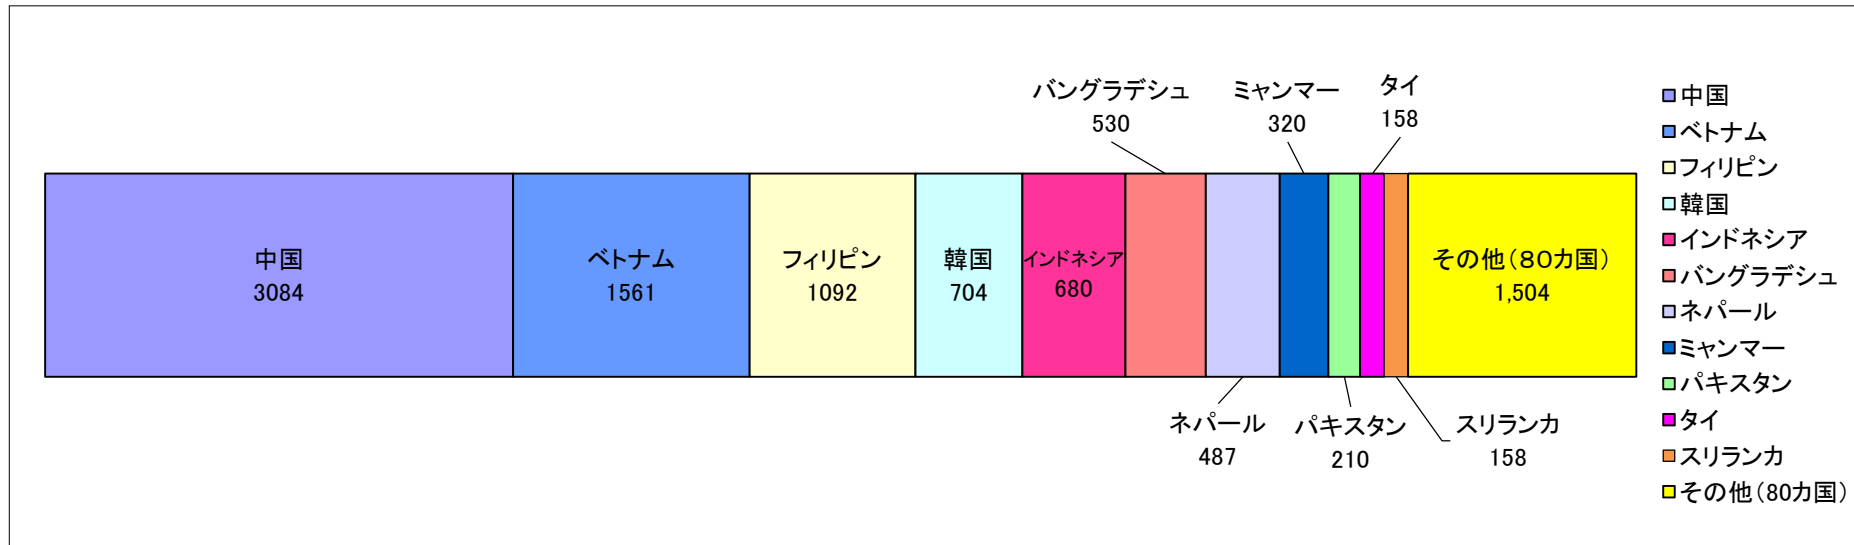 バングラデシュ
530
ミャンマー
320
タイ
158
中国
3084
ベトナム
1561
フィリピン
1092
韓国
704
インドネシア
680
その他(80カ国)
1,504
ネパール
487
パキスタン
210
スリランカ
158
中国
ベトナム
フィリピン
韓国
インドネシア
バングラデシュ
ネパール
ミャンマー
パキスタン
タイ
スリランカ
その他(80カ国)